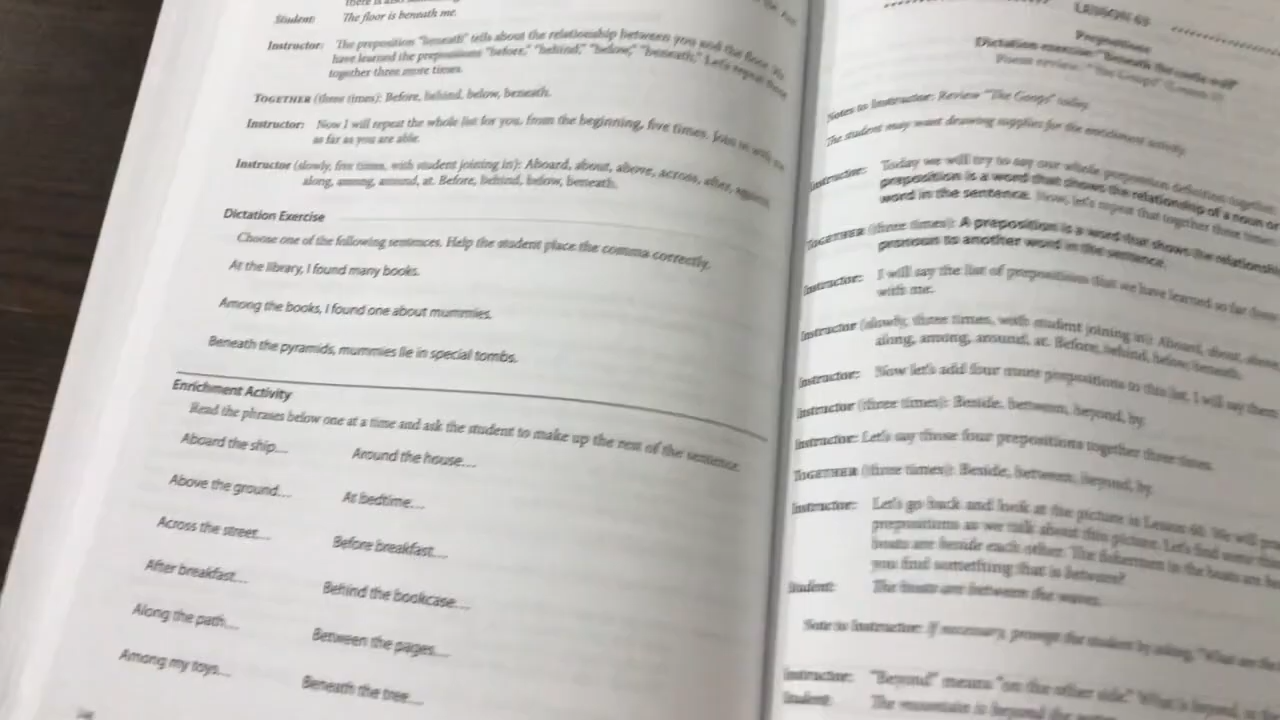 Student: The floor is beneath me.
Instructor: The preposition "beneath" tells about the relationship between you and the floor.
have learned the prepositions "before," "behind," "below," "beneath." Let's repeat these
together three more times.
TOGETHER (three times): Before, behind, below, beneath.
Instructor: Now I will repeat the whole list for you, from the beginning, five times. Join in with me
as far as you are able.
Instructor (slowly, five times, with student joining in): Aboard, about, above, across, after, against,
along, among, around, at. Before, behind, below, beneath.
Dictation Exercise
Choose one of the following sentences. Help the student place the comma correctly.
At the library, I found many books.
Among the books, I found one about mummies.
Beneath the pyramids, mummies lie in special tombs.
Enrichment Activity
Read the phrases below one at a time and ask the student to make up the rest of the sentence.
Aboard the ship.... Around the house....
Above the ground.... At bedtime....
Across the street.... Before breakfast....
After breakfast.... Behind the bookcase....
Along the path.... Between the pages....
Among my toys.... Beneath the tree....
LESSON 69
Prepositions
Dictation exercise: "Beneath the castle wall"
Poem review: "The Goops"
Notes to Instructor: Review "The Goops" today.
The student may want drawing supplies for the enrichment activity.
Instructor: Today we will try to say our whole preposition definition together.
preposition is a word that shows the relationship of a noun or
word in the sentence. Now, let's repeat that together three times
TOGETHER (three times): A preposition is a word that shows the relationship
pronoun to another word in the sentence.
Instructor: I will say the list of prepositions that we have learned so far.
with me.
Instructor (slowly, three times, with student joining in): Aboard, about, above,
along, among, around, at. Before, behind, below, beneath.
Instructor: Now let's add four more prepositions to this list. I will say them
Instructor (three times): Beside, between, beyond, by.
Instructor: Let's say those four prepositions together three times.
TOGETHER (three times): Beside, between, beyond, by.
Instructor: Let's go back and look at the picture in Lesson 60. We will
prepositions as we talk about this picture. Let's find some
boats are beside each other. The fishermen in the boats are
you find something that is between?
Student: The boats are between the waves.
Note to Instructor: If necessary, prompt the student by asking, "What are the
Instructor: "Beyond" means "on the other side." What is beyond,
Student: The mountain is beyond the